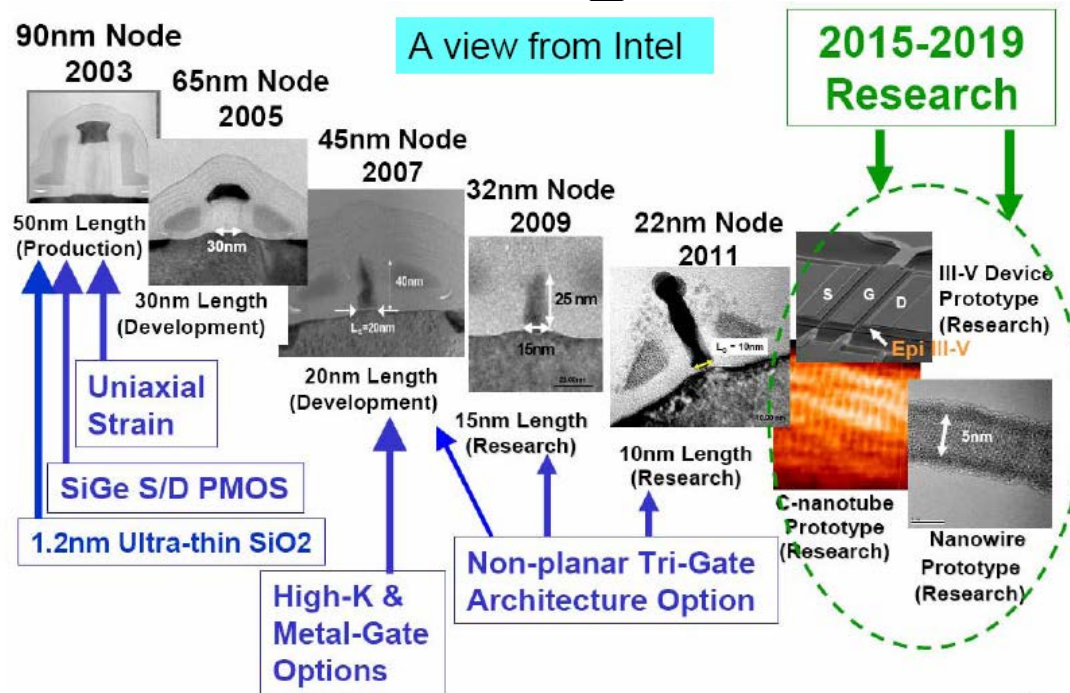 A view from Intel
90nm Node
2003
50nm Length
(Production)
65nm Node
2005
30nm
30nm Length
(Development)
45nm Node
2007
40nm
LG=20nm
20nm Length
(Development)
32nm Node
2009
25 nm
15nm
15nm Length
(Research)
22nm Node
2011
LG = 10nm
10nm Length
(Research)
2015-2019
Research
S G D
III-V Device
Prototype
(Research)
Epi III-V
C-nanotube
Prototype
(Research)
5nm
Nanowire
Prototype
(Research)
Uniaxial
Strain
SiGe S/D PMOS
1.2nm Ultra-thin SiO2
High-K &
Metal-Gate
Options
Non-planar Tri-Gate
Architecture Option